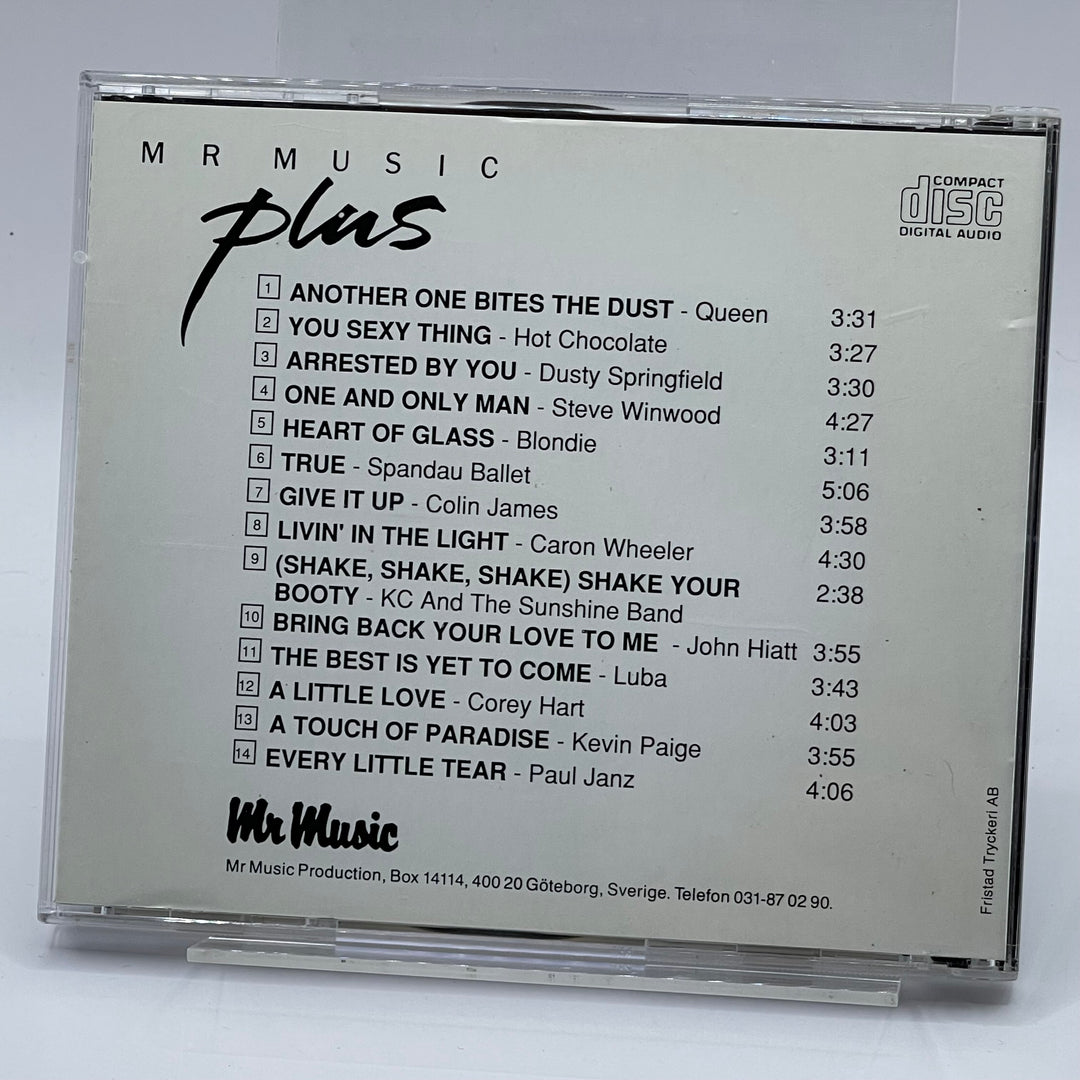 MR MUSIC
plus
COMPACT
disc
DIGITAL AUDIO
1 ANOTHER ONE BITES THE DUST - Queen 3:31
2 YOU SEXY THING - Hot Chocolate 3:27
3 ARRESTED BY YOU - Dusty Springfield 3:30
4 ONE AND ONLY MAN - Steve Winwood 4:27
5 HEART OF GLASS - Blondie 3:11
6 TRUE - Spandau Ballet 5:06
7 GIVE IT UP - Colin James 3:58
8 LIVIN' IN THE LIGHT - Caron Wheeler 4:30
9 (SHAKE, SHAKE, SHAKE) SHAKE YOUR 2:38
BOOTY - KC And The Sunshine Band
10 BRING BACK YOUR LOVE TO ME - John Hiatt 3:55
11 THE BEST IS YET TO COME - Luba 3:43
12 A LITTLE LOVE - Corey Hart 4:03
13 A TOUCH OF PARADISE - Kevin Paige 3:55
14 EVERY LITTLE TEAR - Paul Janz 4:06
Mr Music
Mr Music Production, Box 14114, 400 20 Göteborg, Sverige. Telefon 031-87 02 90.
Fristad Tryckeri AB